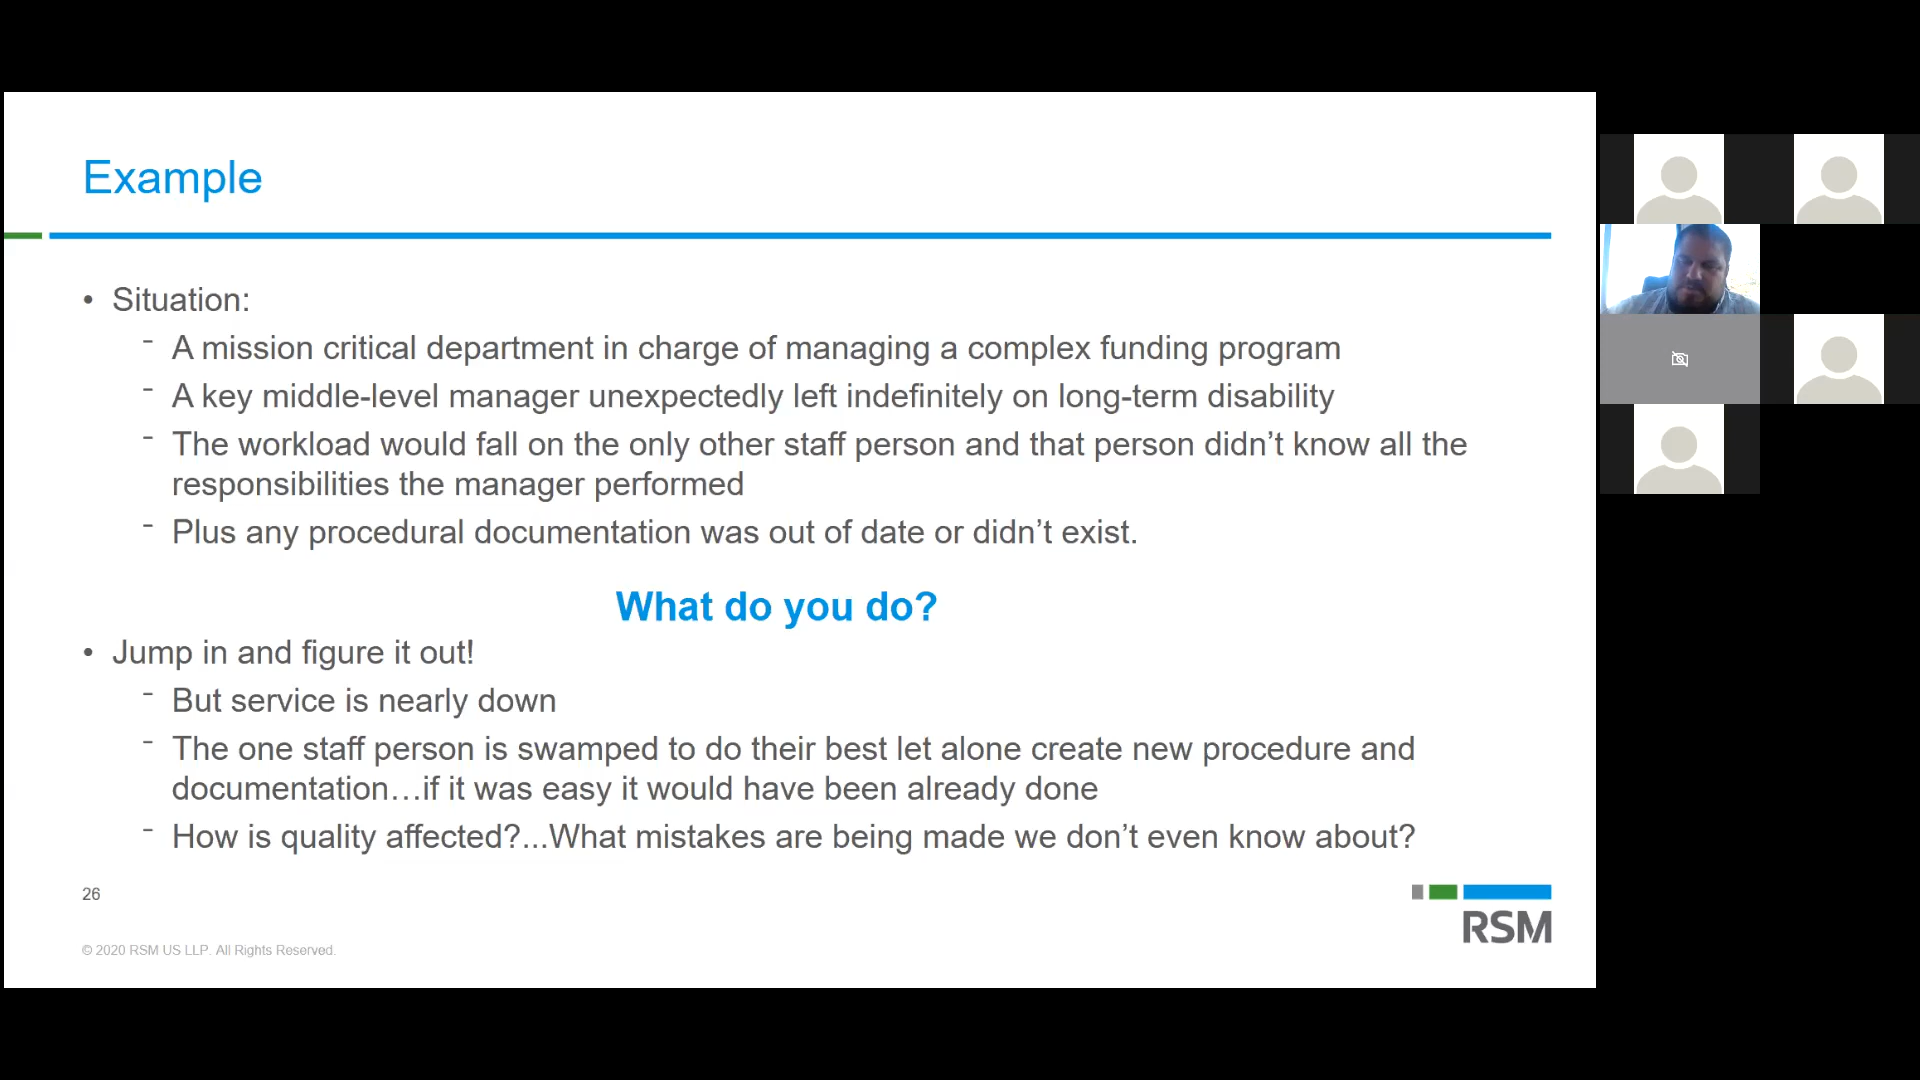 Example
• Situation:
- A mission critical department in charge of managing a complex funding program
- A key middle-level manager unexpectedly left indefinitely on long-term disability
- The workload would fall on the only other staff person and that person didn’t know all the
responsibilities the manager performed
- Plus any procedural documentation was out of date or didn’t exist.
What do you do?
• Jump in and figure it out!
- But service is nearly down
- The one staff person is swamped to do their best let alone create new procedure and
documentation…if it was easy it would have been already done
- How is quality affected?...What mistakes are being made we don’t even know about?
26
RSM
© 2020 RSM US LLP. All Rights Reserved.